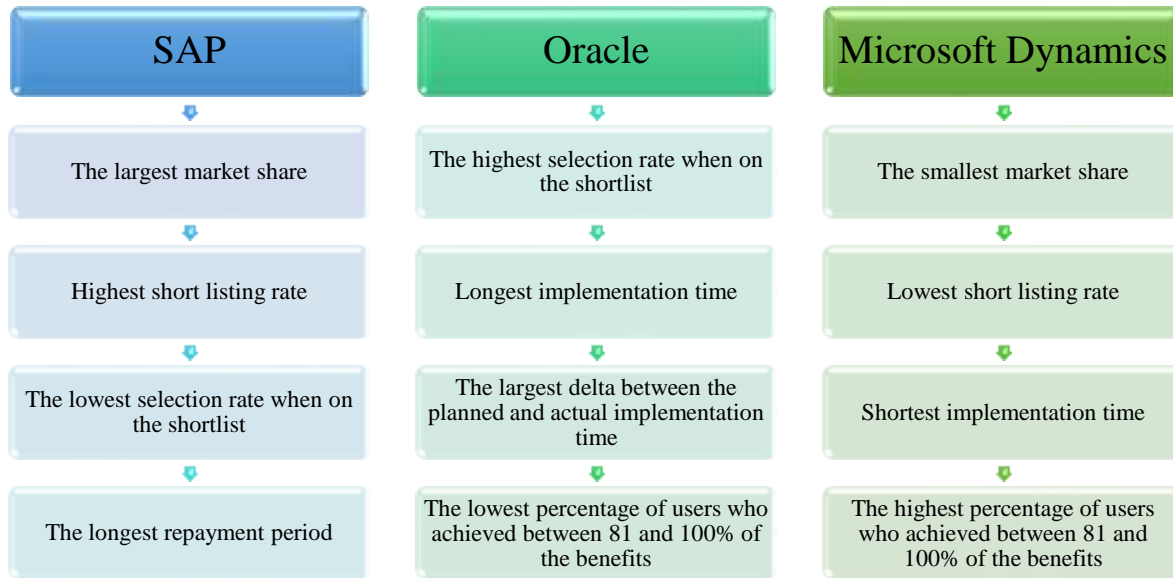 SAP
The largest market share
Highest short listing rate
The lowest selection rate when on
the shortlist
The longest repayment period
Oracle
The highest selection rate when on
the shortlist
Longest implementation time
The largest delta between the
planned and actual implementation
time
The lowest percentage of users who
achieved between 81 and 100% of
the benefits
Microsoft Dynamics
The smallest market share
Lowest short listing rate
Shortest implementation time
The highest percentage of users
who achieved between 81 and
100% of the benefits